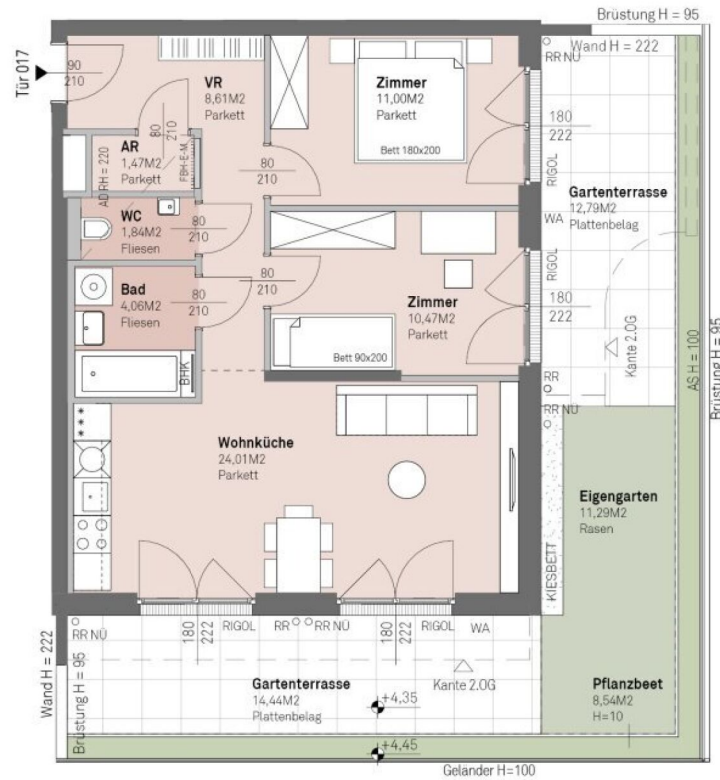 Brüstung H = 95
Wand H = 222
RR NÜ
Tür 017
90
210
VR
8,61M2
Parkett
Zimmer
11,00M2
Parkett
Bett 180x200
180
222
RIGOL
AR
1,47M2
Parkett
80
210
FBH-E-M.
AD RH = 220
80
210
Gartenterrasse
12,79M2
Plattenbelag
WC
1,84M2
Fliesen
80
210
WA
RIGOL
Bad
4,06M2
Fliesen
80
210
80
210
Zimmer
10,47M2
Parkett
180
222
Kante 2.OG
Bett 90x200
BHK
RR
AS H = 100
Brüstung H = 95
RR NÜ
Wohnküche
24,01M2
Parkett
Eigengarten
11,29M2
Rasen
KIESBETT
RR NÜ
180
222
RIGOL
RR
RR NÜ
180
222
RIGOL
WA
Wand H = 222
Brüstung H = 95
Gartenterrasse
14,44M2
Plattenbelag
Kante 2.OG
+4,35
Pflanzbeet
8,54M2
H=10
+4,45
Geländer H=100